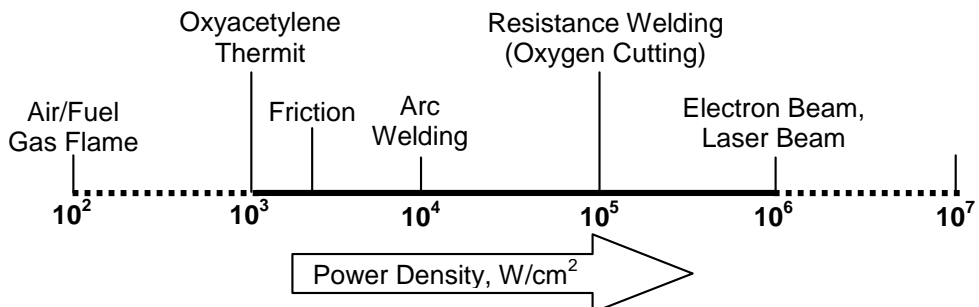 Oxyacetylene
Thermit
Resistance Welding
(Oxygen Cutting)
Air/Fuel
Gas Flame
Friction
Arc
Welding
Electron Beam,
Laser Beam
10² 10³ 10⁴ 10⁵ 10⁶ 10⁷
Power Density, W/cm²